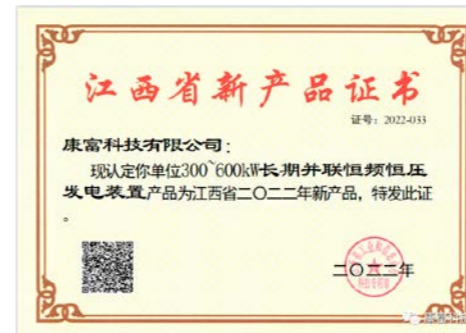 江西省新产品证书
证号：2022-033
康富科技有限公司：
现认定你单位300~600kW长期并联恒频恒压
发电装置产品为江西省二〇二二年新产品，特发此证
。
二〇二二年